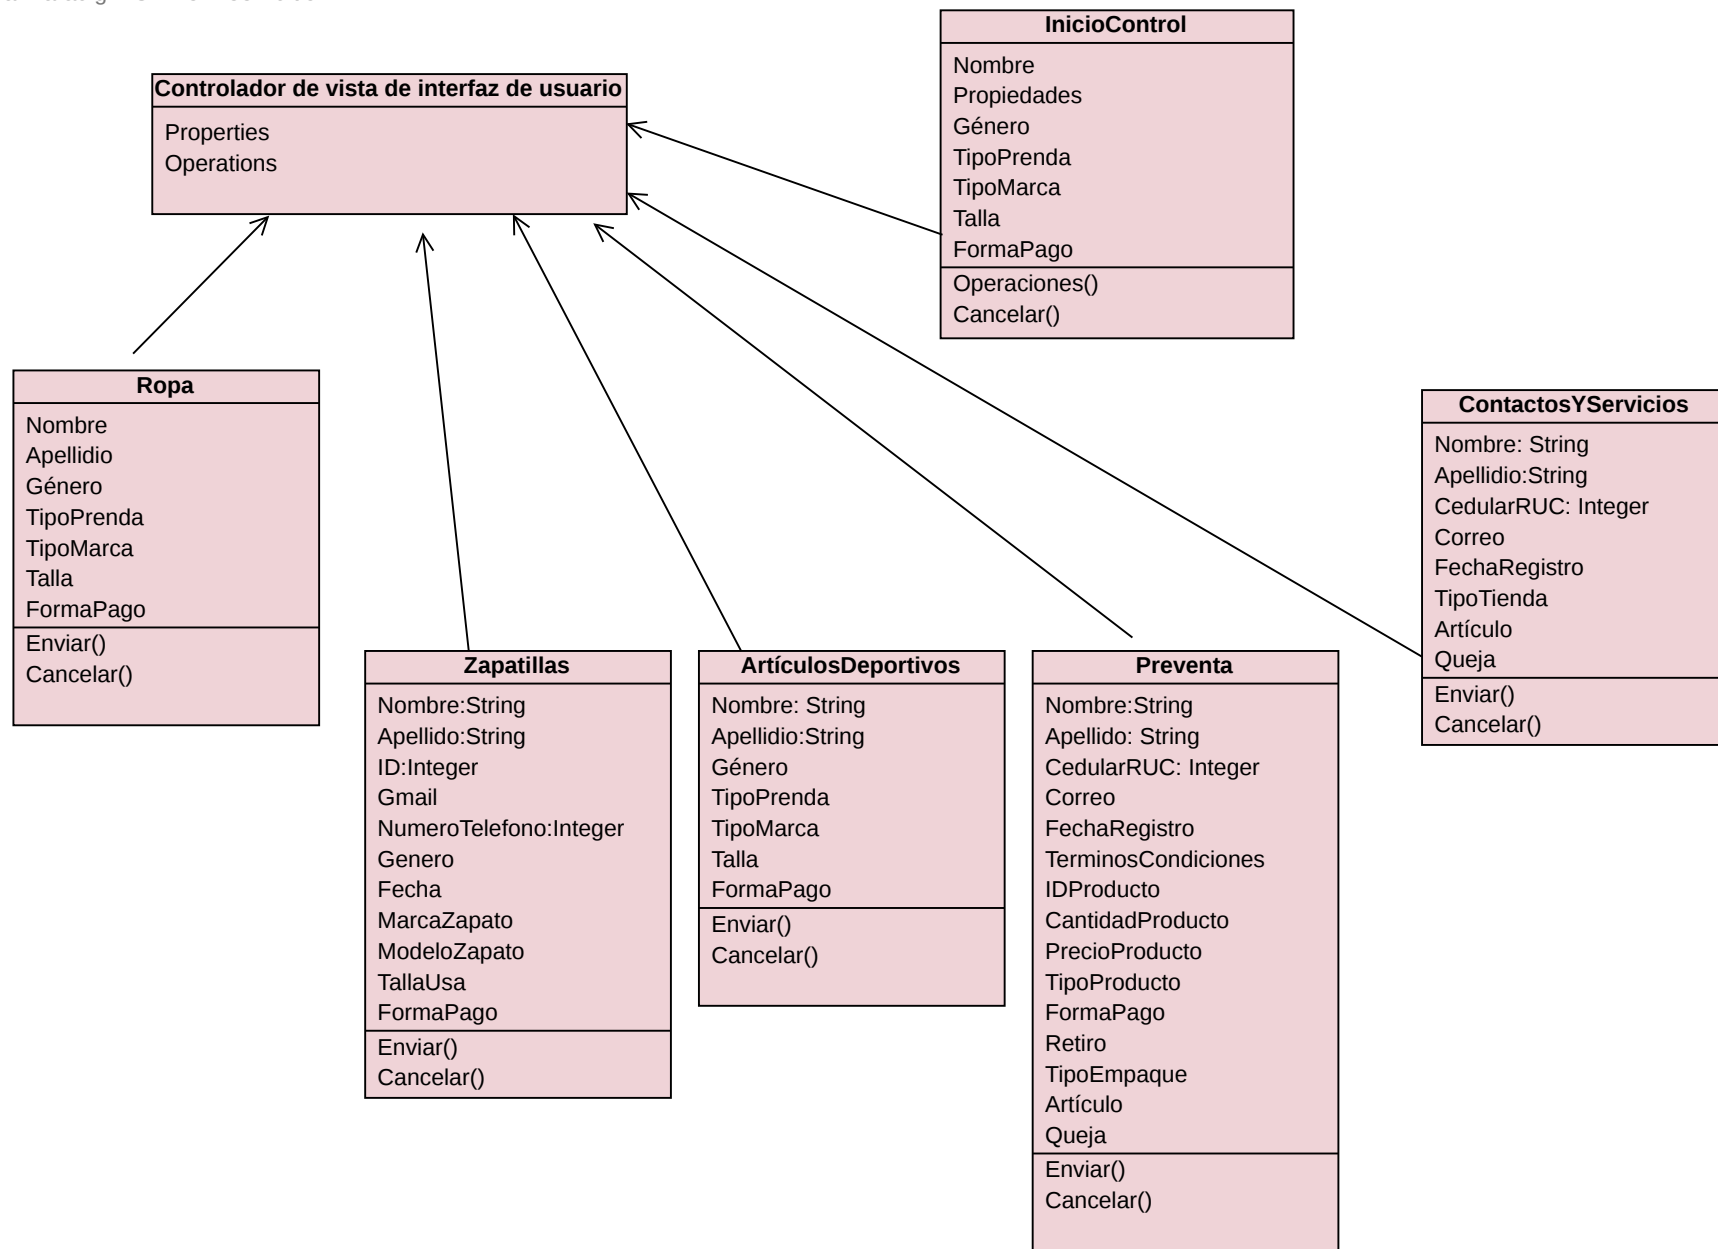 InicioControl
Nombre
Propiedades
Género
TipoPrenda
TipoMarca
Talla
FormaPago
Operaciones()
Cancelar()
Controlador de vista de interfaz de usuario
Properties
Operations
Ropa
Nombre
Apellidio
Género
TipoPrenda
TipoMarca
Talla
FormaPago
Enviar()
Cancelar()
Zapatillas
Nombre:String
Apellido:String
ID:Integer
Gmail
NumeroTelefono:Integer
Genero
Fecha
MarcaZapato
ModeloZapato
TallaUsa
FormaPago
Enviar()
Cancelar()
ArtículosDeportivos
Nombre: String
Apellidio:String
Género
TipoPrenda
TipoMarca
Talla
FormaPago
Enviar()
Cancelar()
Preventa
Nombre:String
Apellido: String
CedularRUC: Integer
Correo
FechaRegistro
TerminosCondiciones
IDProducto
CantidadProducto
PrecioProducto
TipoProducto
FormaPago
Retiro
TipoEmpaque
Artículo
Queja
Enviar()
Cancelar()
ContactosYServicios
Nombre: String
Apellidio:String
CedularRUC: Integer
Correo
FechaRegistro
TipoTienda
Artículo
Queja
Enviar()
Cancelar()